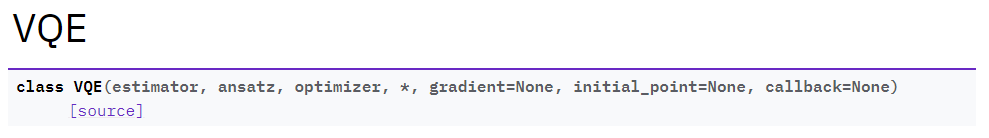 VQE
class VQE(estimator, ansatz, optimizer, *, gradient=None, initial_point=None, callback=None)
[source]